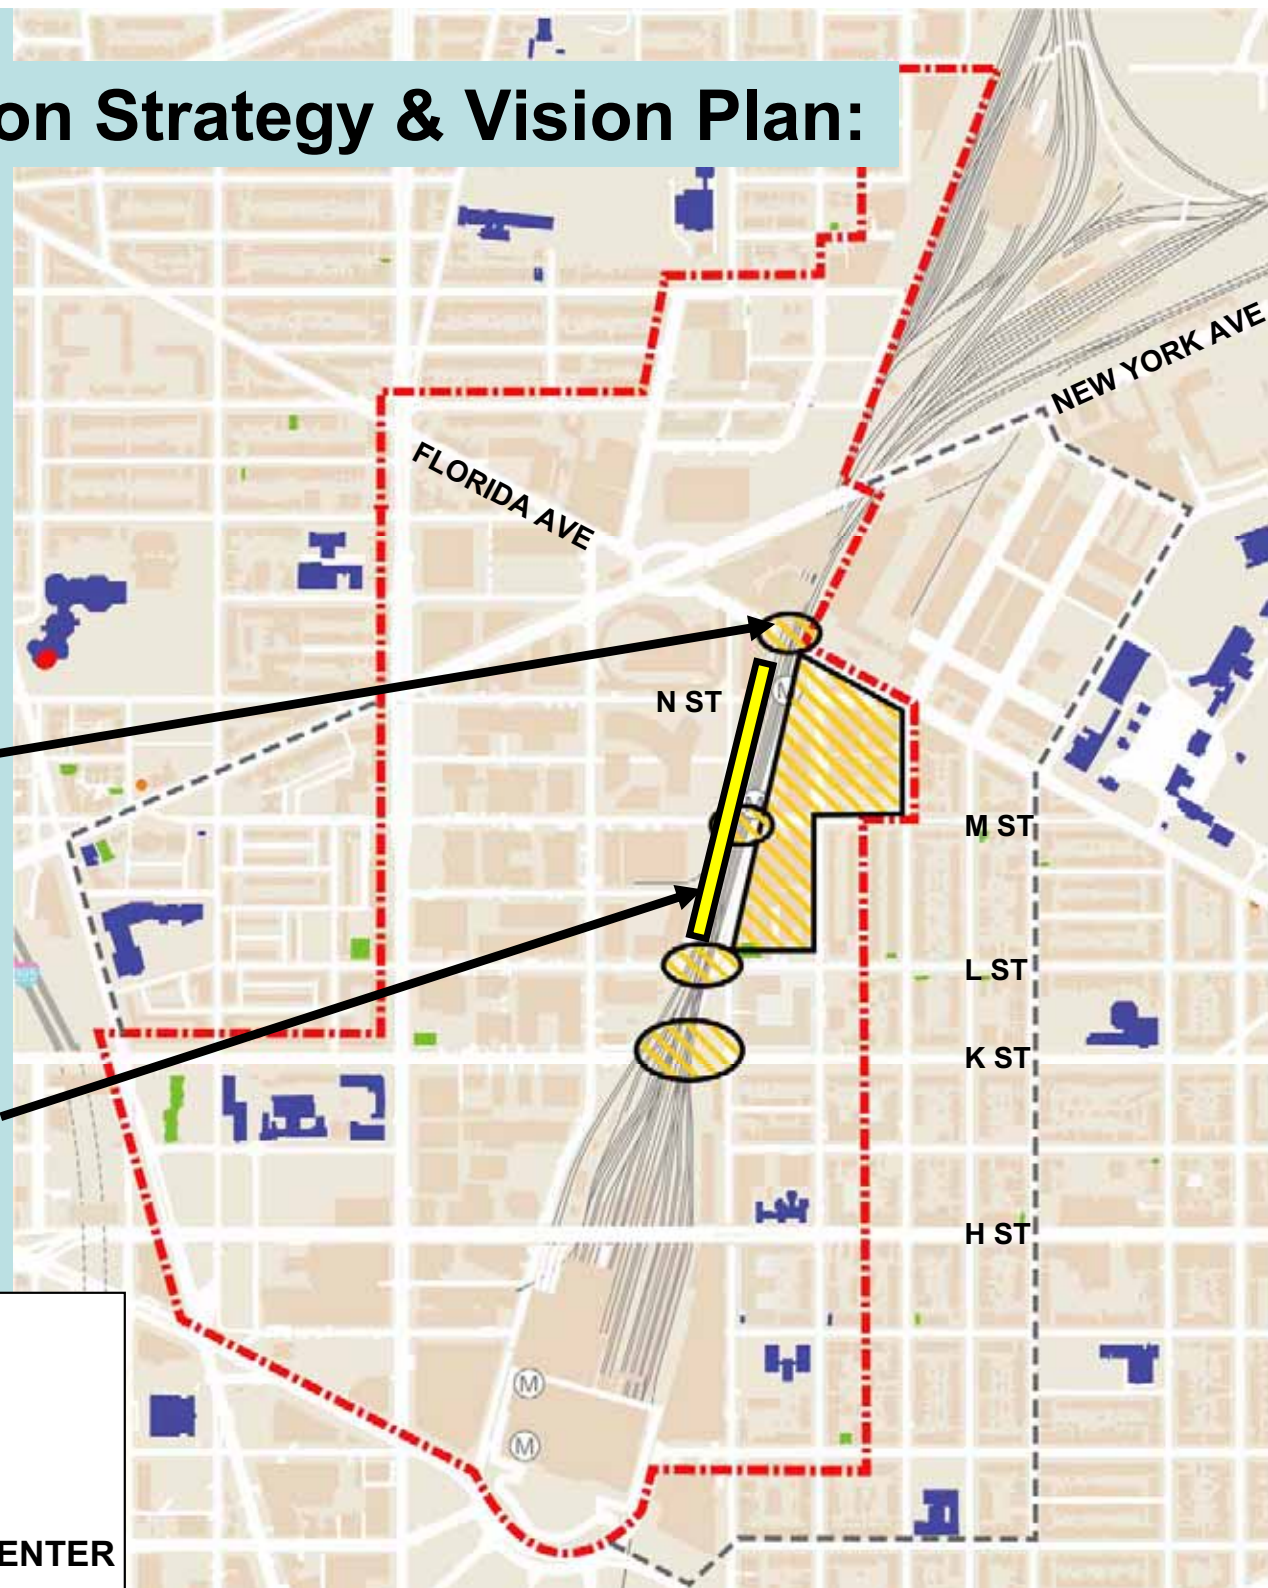 on Strategy & Vision Plan:
NEW YORK AVE
FLORIDA AVE
N ST
M
M ST
L ST
K ST
H ST
M
M
ENTER